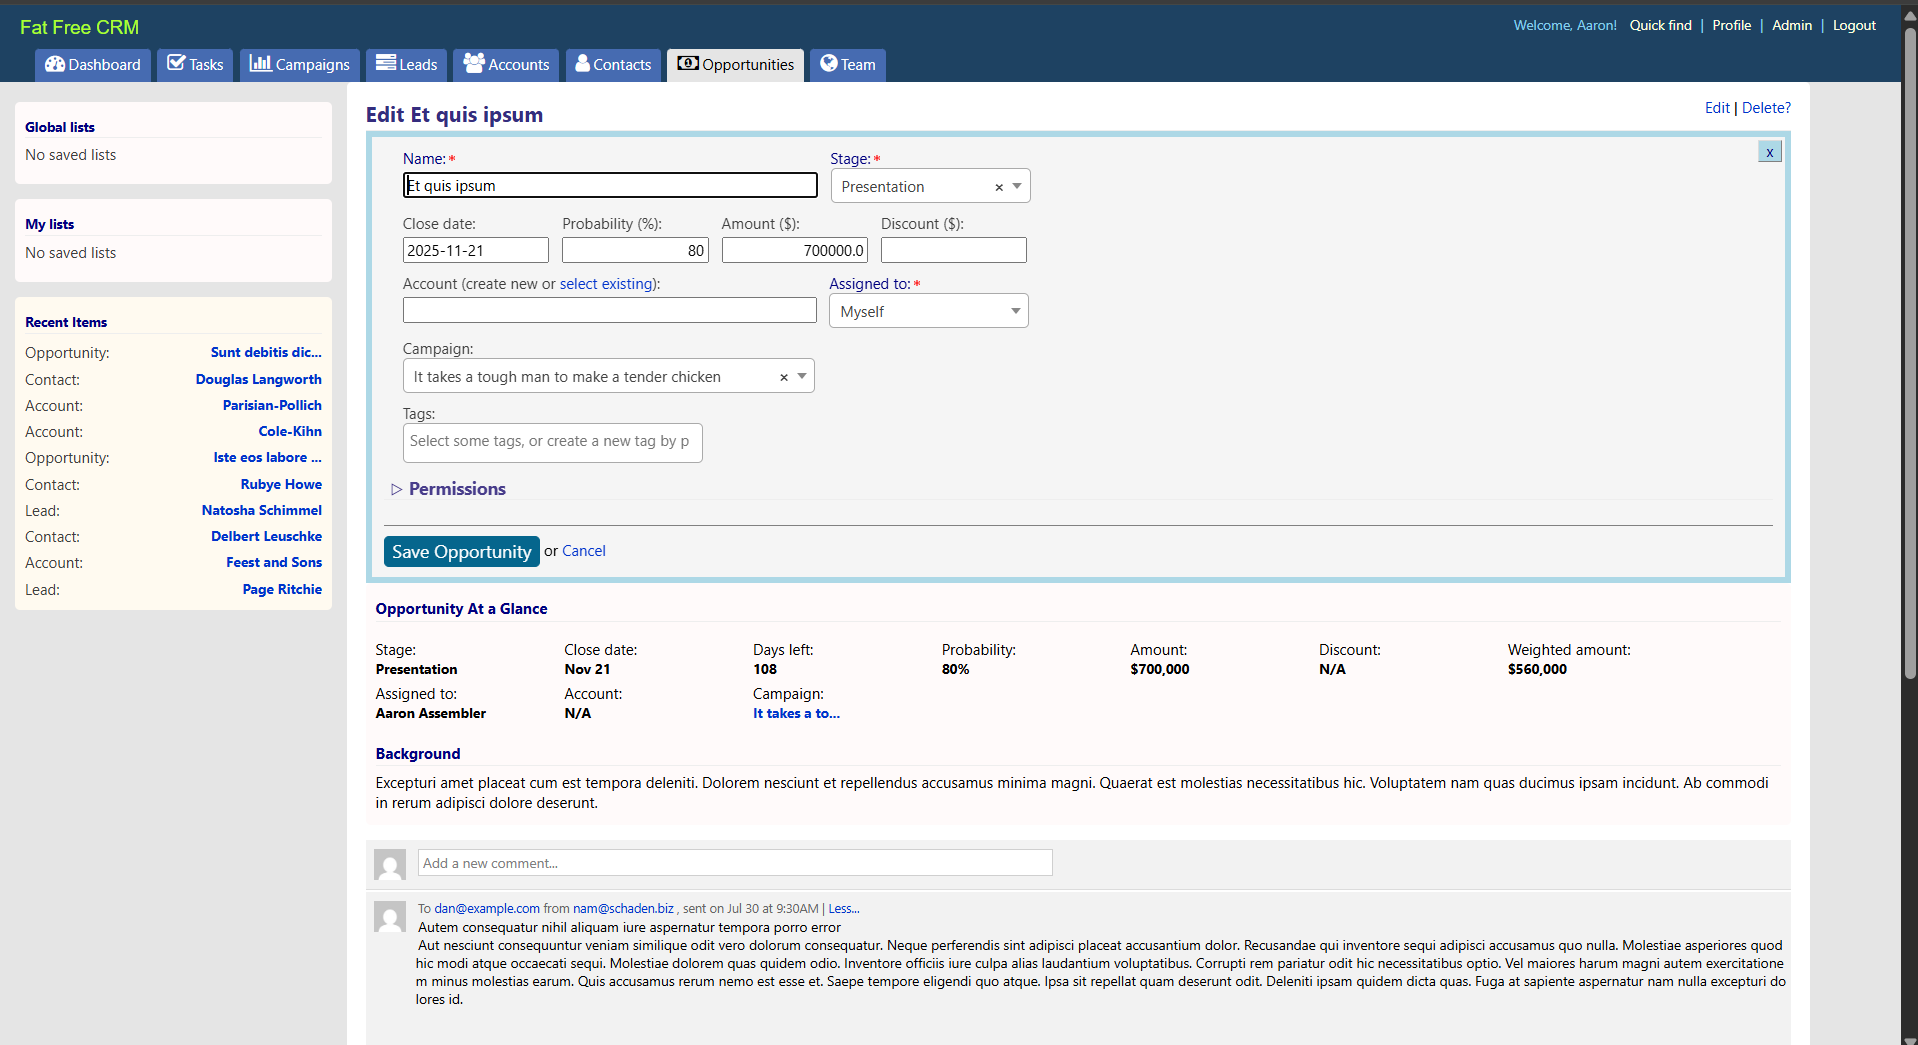 Fat Free CRM
Welcome, Aaron! Quick find | Profile | Admin | Logout
Dashboard Tasks Campaigns Leads Accounts Contacts Opportunities Team
Global lists
No saved lists
My lists
No saved lists
Recent Items
Opportunity: Sunt debitis dic...
Contact: Douglas Langworth
Account: Parisian-Pollich
Account: Cole-Kihn
Opportunity: Iste eos labore ...
Contact: Rubye Howe
Lead: Natosha Schimmel
Contact: Delbert Leuschke
Account: Feest and Sons
Lead: Page Ritchie
Edit Et quis ipsum
Edit | Delete?
x
Name: * Stage: *
Et quis ipsum Presentation ×
Close date: Probability (%): Amount ($): Discount ($):
2025-11-21 80 700000.0
Account (create new or select existing): Assigned to: *
Myself
Campaign:
It takes a tough man to make a tender chicken ×
Tags:
Select some tags, or create a new tag by p
▷ Permissions
Save Opportunity or Cancel
Opportunity At a Glance
Stage: Close date: Days left: Probability: Amount: Discount: Weighted amount:
Presentation Nov 21 108 80% $700,000 N/A $560,000
Assigned to: Account: Campaign:
Aaron Assembler N/A It takes a to...
Background
Excepturi amet placeat cum est tempora deleniti. Dolorem nesciunt et repellendus accusamus minima magni. Quaerat est molestias necessitatibus hic. Voluptatem nam quas ducimus ipsam incidunt. Ab commodi
in rerum adipisci dolore deserunt.
Add a new comment...
To dan@example.com from nam@schaden.biz , sent on Jul 30 at 9:30AM | Less...
Autem consequatur nihil aliquam iure aspernatur tempora porro error
Aut nesciunt consequuntur veniam similique odit vero dolorum consequatur. Neque perferendis sint adipisci placeat accusantium dolor. Recusandae qui inventore sequi adipisci accusamus quo nulla. Molestiae asperiores quod
hic modi atque occaecati sequi. Molestiae dolorem quas quidem odio. Inventore officiis iure culpa alias laudantium voluptatibus. Corrupti rem pariatur odit hic necessitatibus optio. Vel maiores harum magni autem exercitatione
m minus molestias earum. Quis accusamus rerum nemo est esse et. Saepe tempore eligendi quo atque. Ipsa sit repellat quam deserunt odit. Deleniti ipsam quidem dicta quas. Fuga at sapiente aspernatur nam nulla excepturi do
lores id.